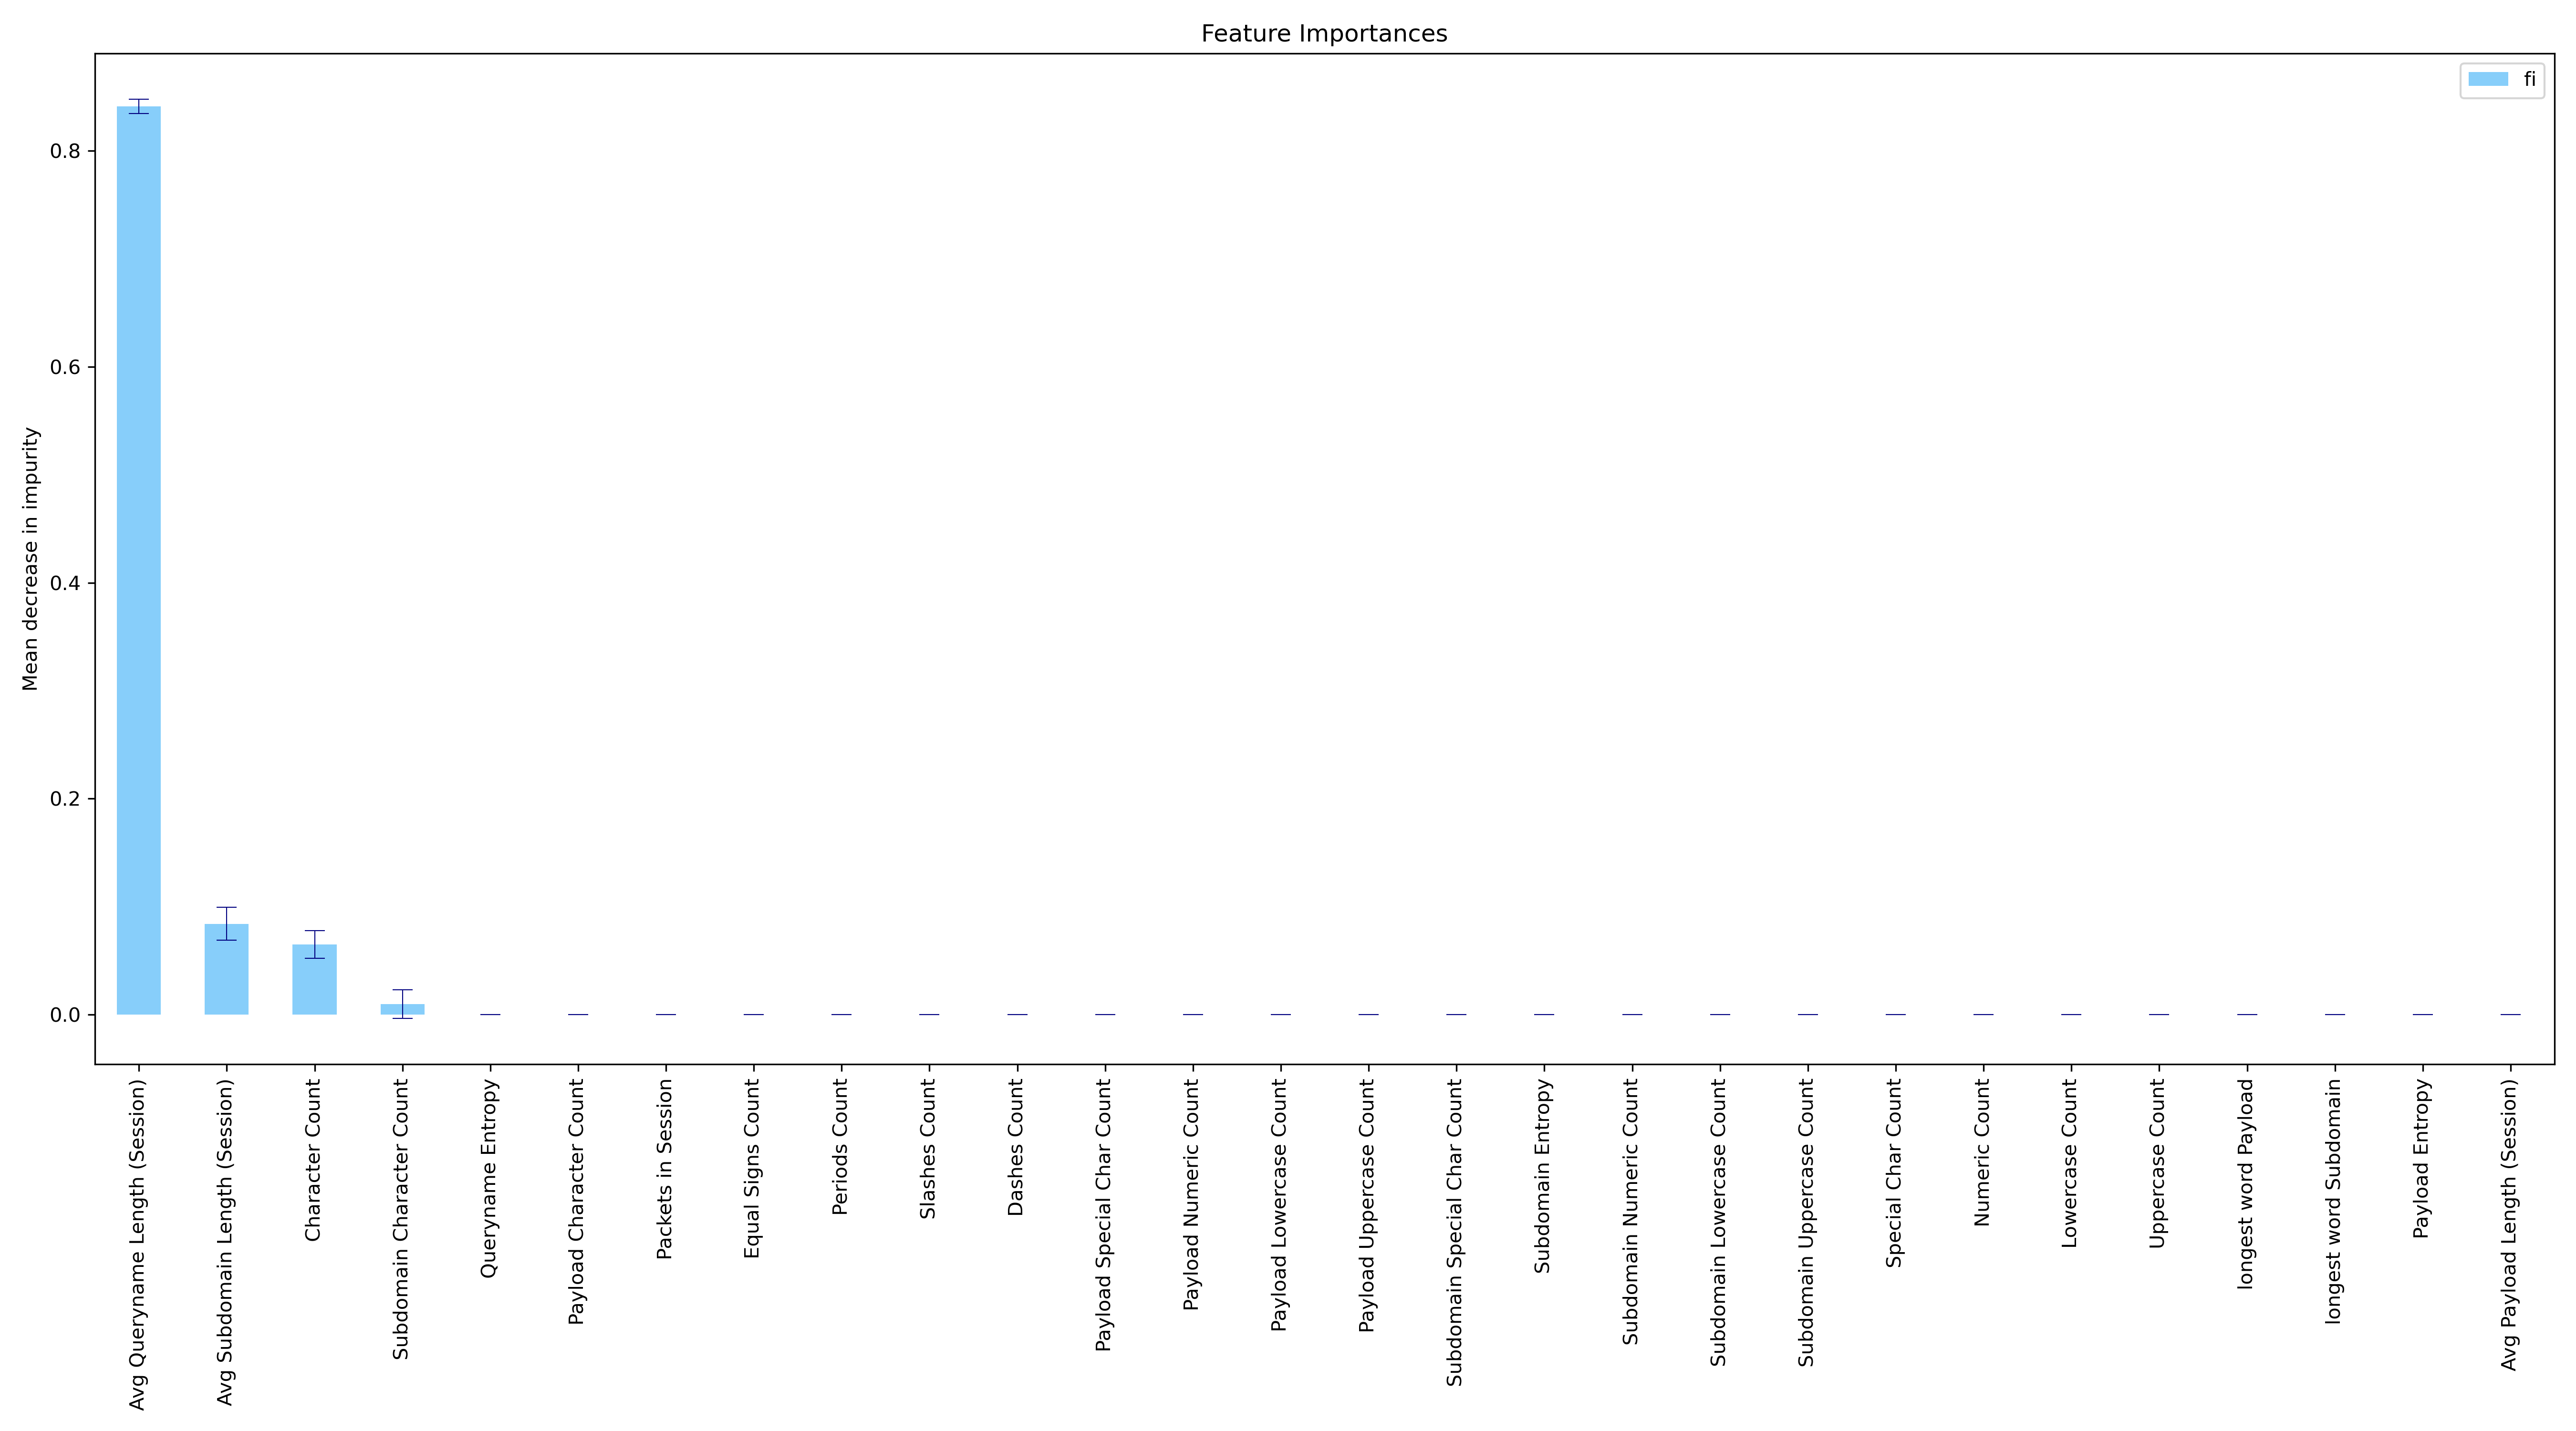 Feature Importances
fi
Mean decrease in impurity
0.8
0.6
0.4
0.2
0.0
Avg Queryname Length (Session)
Avg Subdomain Length (Session)
Character Count
Subdomain Character Count
Queryname Entropy
Payload Character Count
Packets in Session
Equal Signs Count
Periods Count
Slashes Count
Dashes Count
Payload Special Char Count
Payload Numeric Count
Payload Lowercase Count
Payload Uppercase Count
Subdomain Special Char Count
Subdomain Entropy
Subdomain Numeric Count
Subdomain Lowercase Count
Subdomain Uppercase Count
Special Char Count
Numeric Count
Lowercase Count
Uppercase Count
longest word Payload
longest word Subdomain
Payload Entropy
Avg Payload Length (Session)